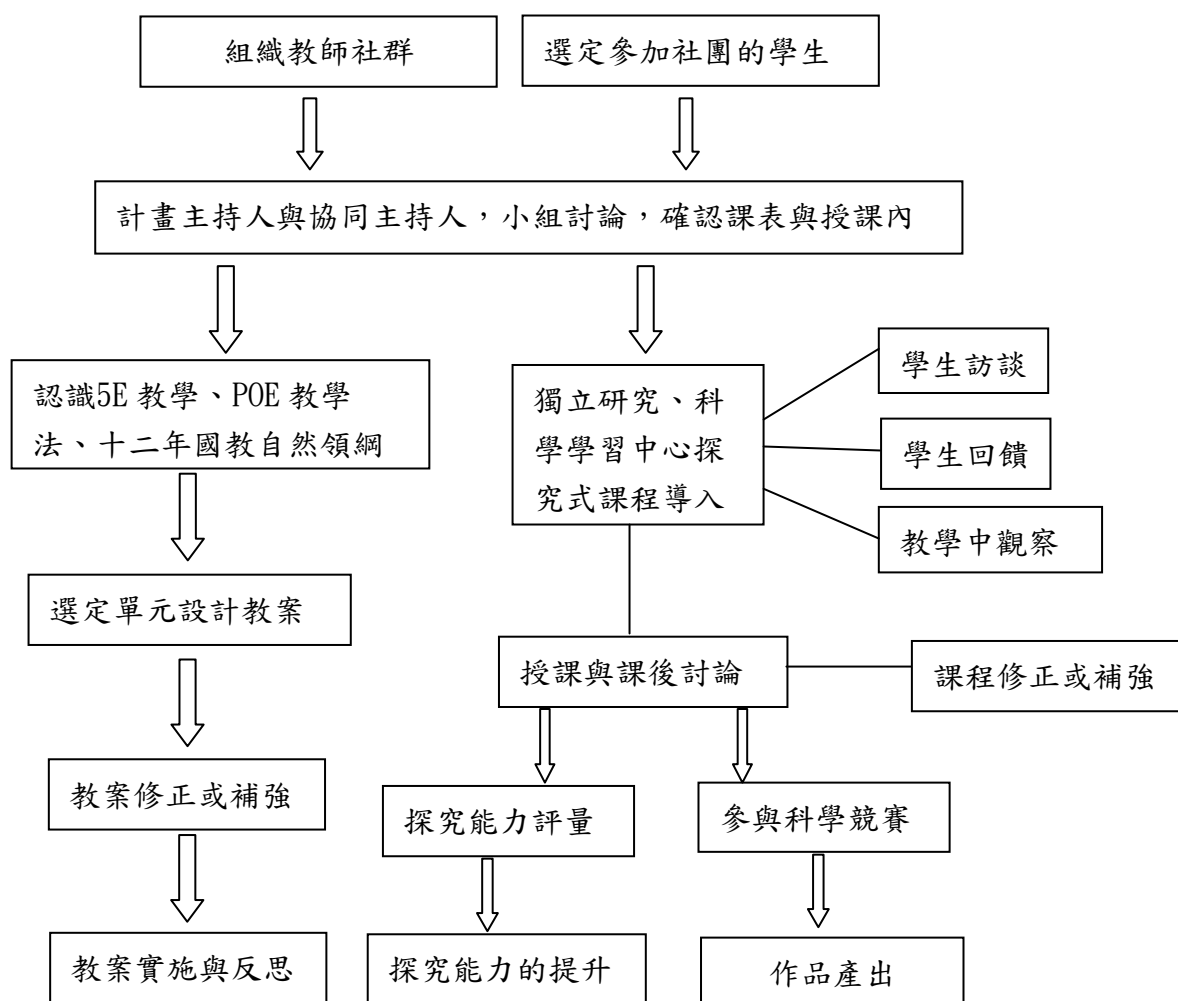 組織教師社群
選定參加社團的學生
計畫主持人與協同主持人，小組討論，確認課表與授課內
認識5E 教學、POE 教學
法、十二年國教自然領綱
獨立研究、科
學學習中心探
究式課程導入
學生訪談
學生回饋
教學中觀察
選定單元設計教案
授課與課後討論
課程修正或補強
教案修正或補強
探究能力評量
參與科學競賽
教案實施與反思
探究能力的提升
作品產出